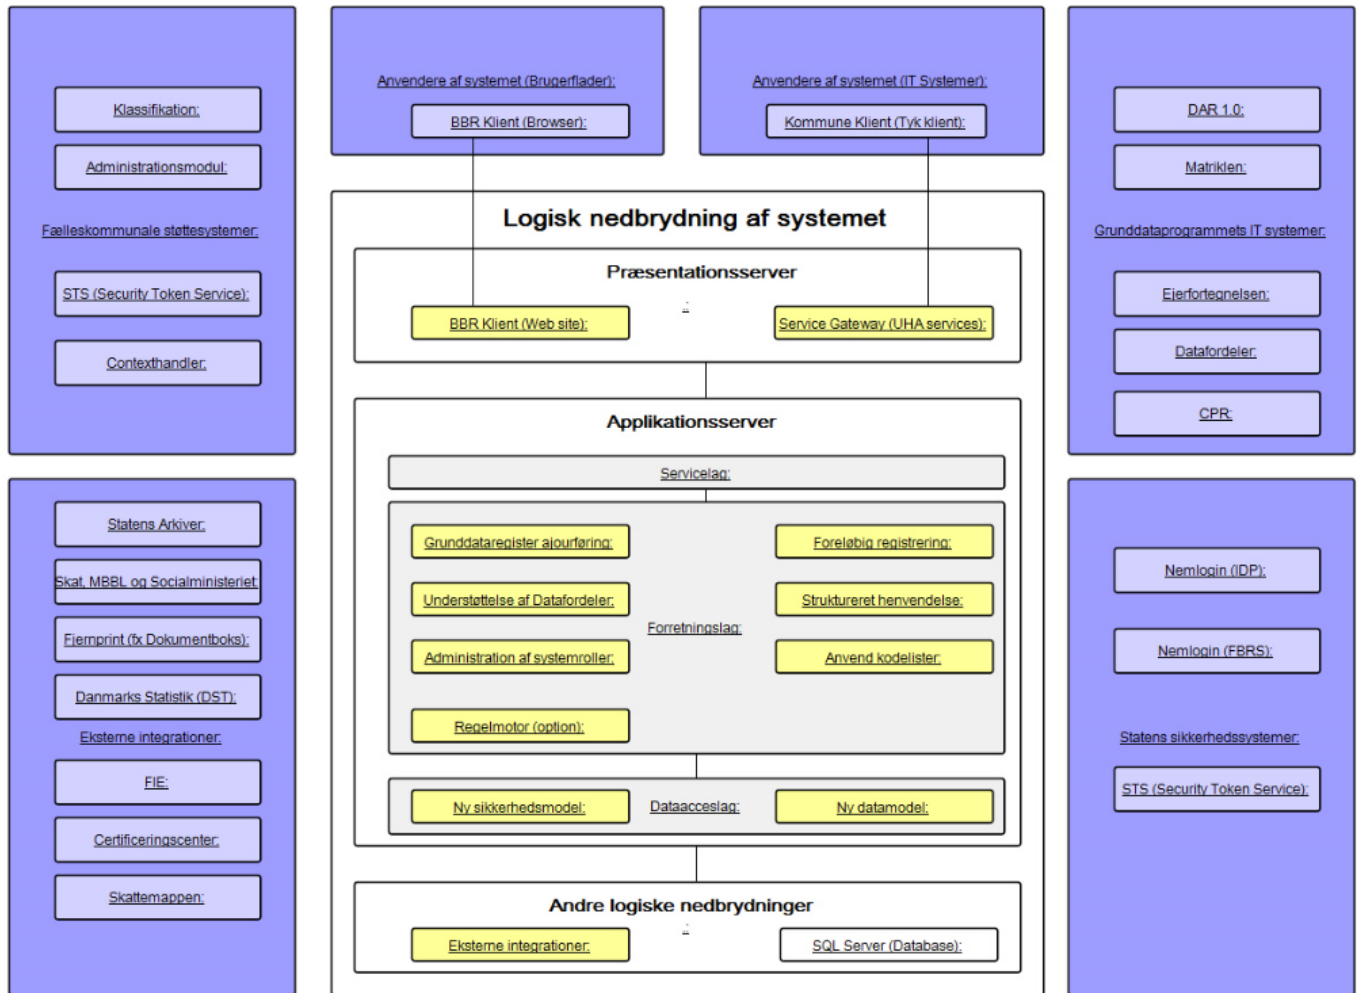 Klassifikation:
Administrationsmodul:
Fælleskommunale støttesystemer:
STS (Security Token Service):
Contexthandler:
Anvendere af systemet (Brugerflader):
BBR Klient (Browser):
Anvendere af systemet (IT Systemer):
Kommune Klient (Tyk klient):
DAR 1.0:
Matriklen:
Grunddataprogrammets IT systemer:
Ejerfortegnelsen:
Datafordeler:
CPR:
Logisk nedbrydning af systemet
Præsentationsserver
.:
BBR Klient (Web site):
Service Gateway (UHA services):
Applikationsserver
Servicelag:
Grunddataregister ajourføring:
Foreløbig registrering:
Understøttelse af Datafordeler:
Struktureret henvendelse:
Forretningslag:
Administration af systemroller:
Anvend kodelister:
Regelmotor (option):
Ny sikkerhedsmodel:
Dataacceslag:
Ny datamodel:
Andre logiske nedbrydninger
.:
Eksterne integrationer:
SQL Server (Database):
Statens Arkiver:
Skat, MBBL og Socialministeriet:
Fjernprint (fx Dokumentboks):
Danmarks Statistik (DST):
Eksterne integrationer:
FIE:
Certificeringscenter:
Skattemappen:
Nemlogin (IDP):
Nemlogin (FBRS):
Statens sikkerhedssystemer:
STS (Security Token Service):